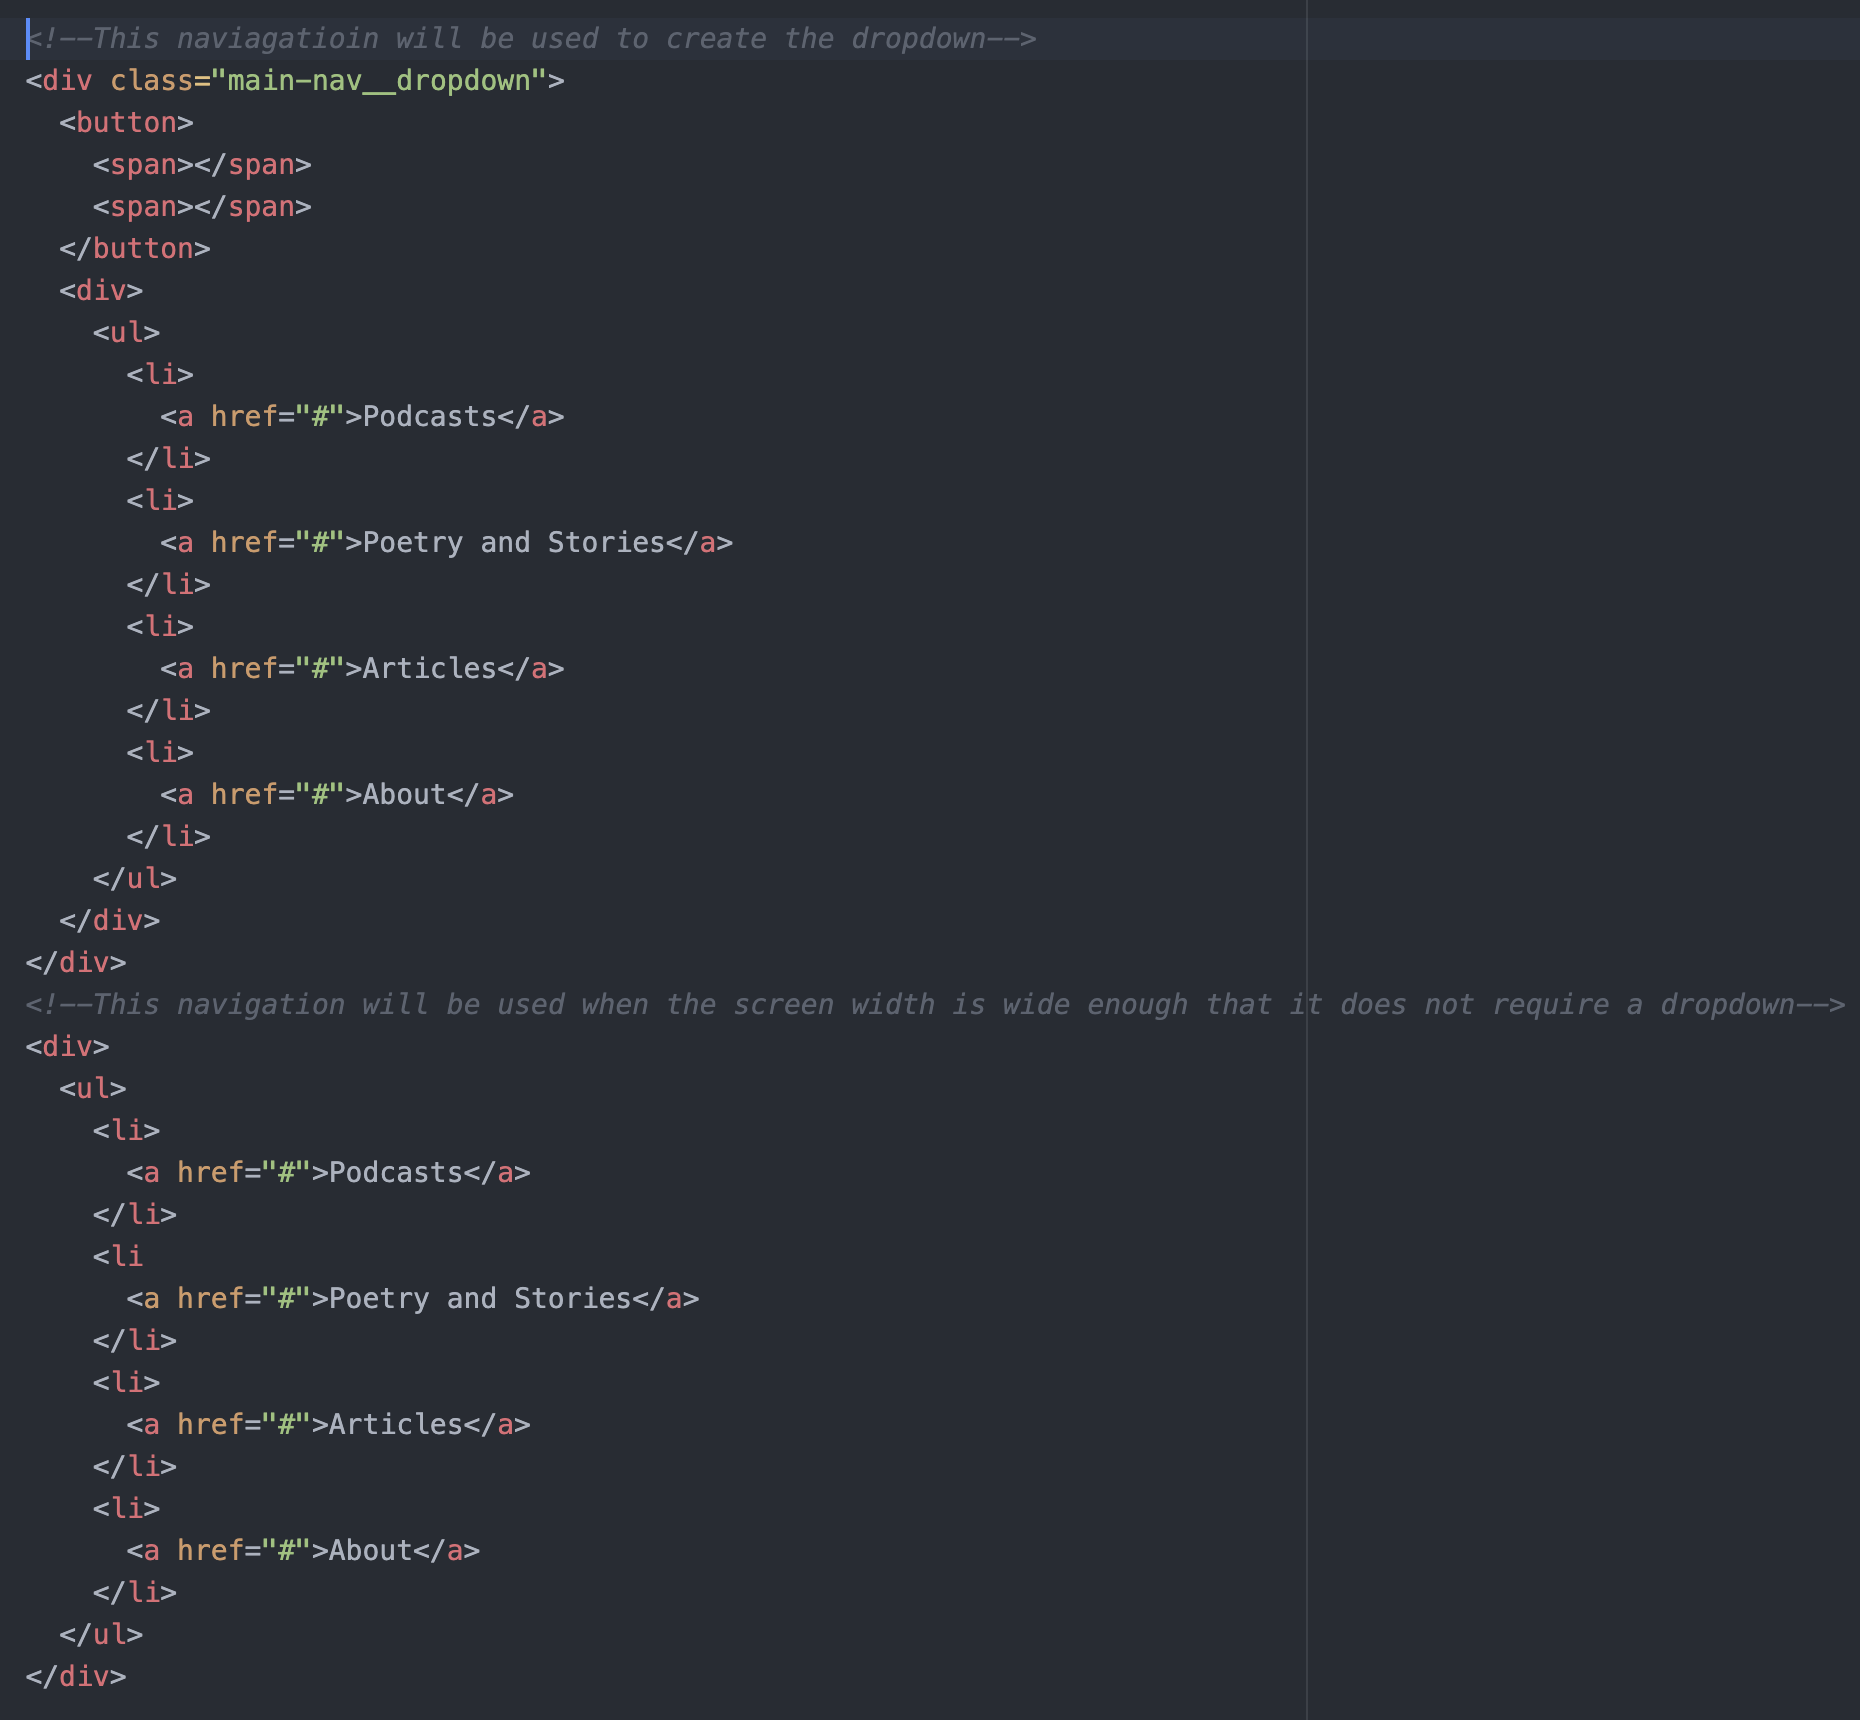 <!--This naviagatioin will be used to create the dropdown-->
<div class="main-nav__dropdown">
  <button>
    <span></span>
    <span></span>
  </button>
  <div>
    <ul>
      <li>
        <a href="#">Podcasts</a>
      </li>
      <li>
        <a href="#">Poetry and Stories</a>
      </li>
      <li>
        <a href="#">Articles</a>
      </li>
      <li>
        <a href="#">About</a>
      </li>
    </ul>
  </div>
</div>
<!--This navigation will be used when the screen width is wide enough that it does not require a dropdown-->
<div>
  <ul>
    <li>
      <a href="#">Podcasts</a>
    </li>
    <li
      <a href="#">Poetry and Stories</a>
    </li>
    <li>
      <a href="#">Articles</a>
    </li>
    <li>
      <a href="#">About</a>
    </li>
  </ul>
</div>